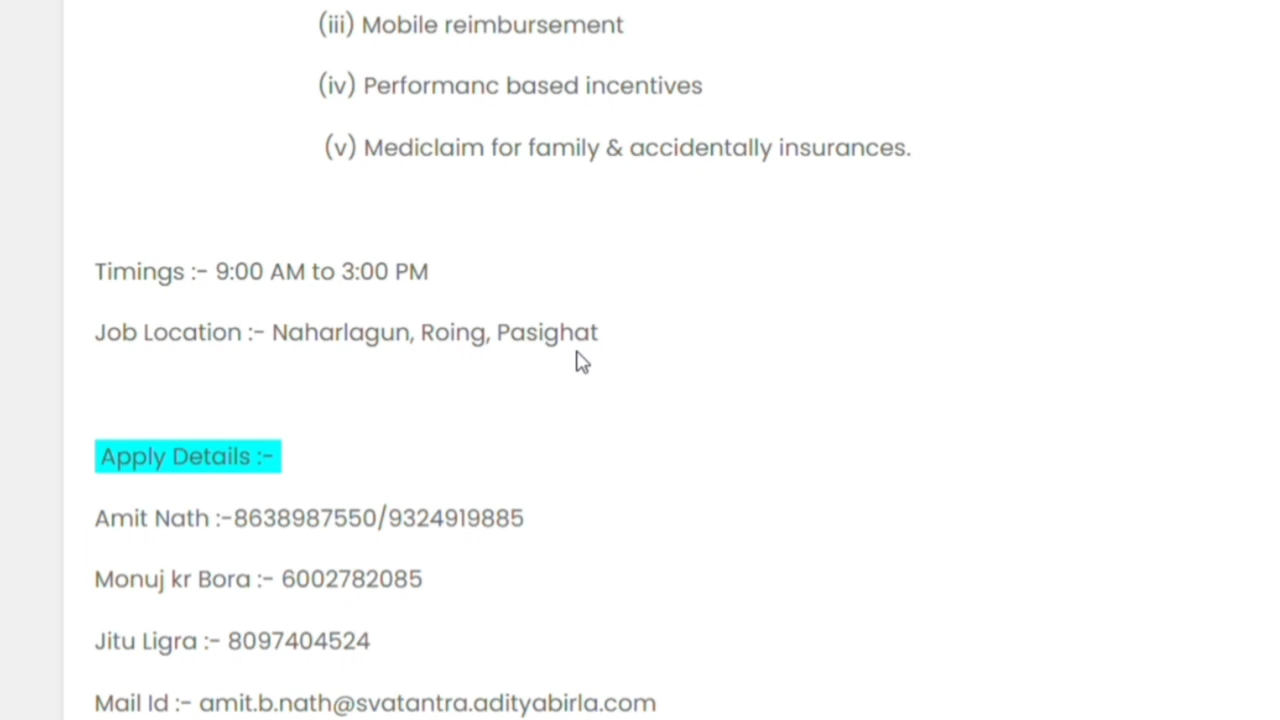 (iii) Mobile reimbursement
(iv) Performanc based incentives
(v) Mediclaim for family & accidentally insurances.
Timings :- 9:00 AM to 3:00 PM
Job Location :- Naharlagun, Roing, Pasighat
Apply Details :-
Amit Nath :-8638987550/9324919885
Monuj kr Bora :- 6002782085
Jitu Ligra :- 8097404524
Mail Id :- amit.b.nath@svatantra.adityabirla.com